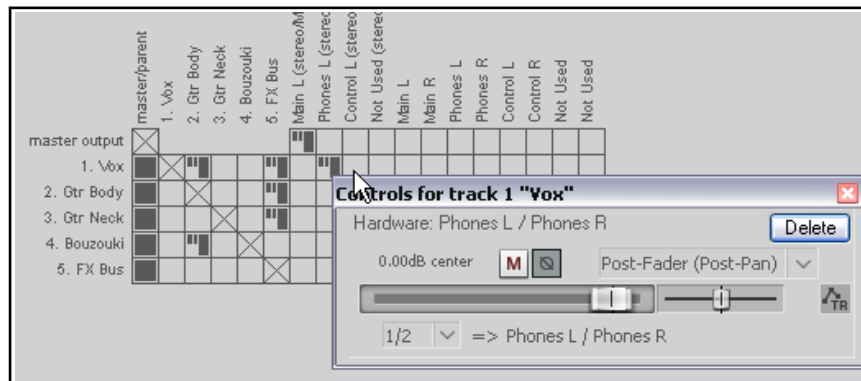 master/parent
1. Vox
2. Gtr Body
3. Gtr Neck
4. Bouzouki
5. FX Bus
Main L (stereo/M
Phones L (stereo
Control L (stereo
Not Used (stereo
Main L
Main R
Phones L
Phones R
Control L
Control R
Not Used
Not Used
master output
1. Vox
2. Gtr Body
3. Gtr Neck
4. Bouzouki
5. FX Bus
Controls for track 1 "Vox"
Hardware: Phones L / Phones R
Delete
0.00dB center
M
Post-Fader (Post-Pan)
TR
1/2 => Phones L / Phones R